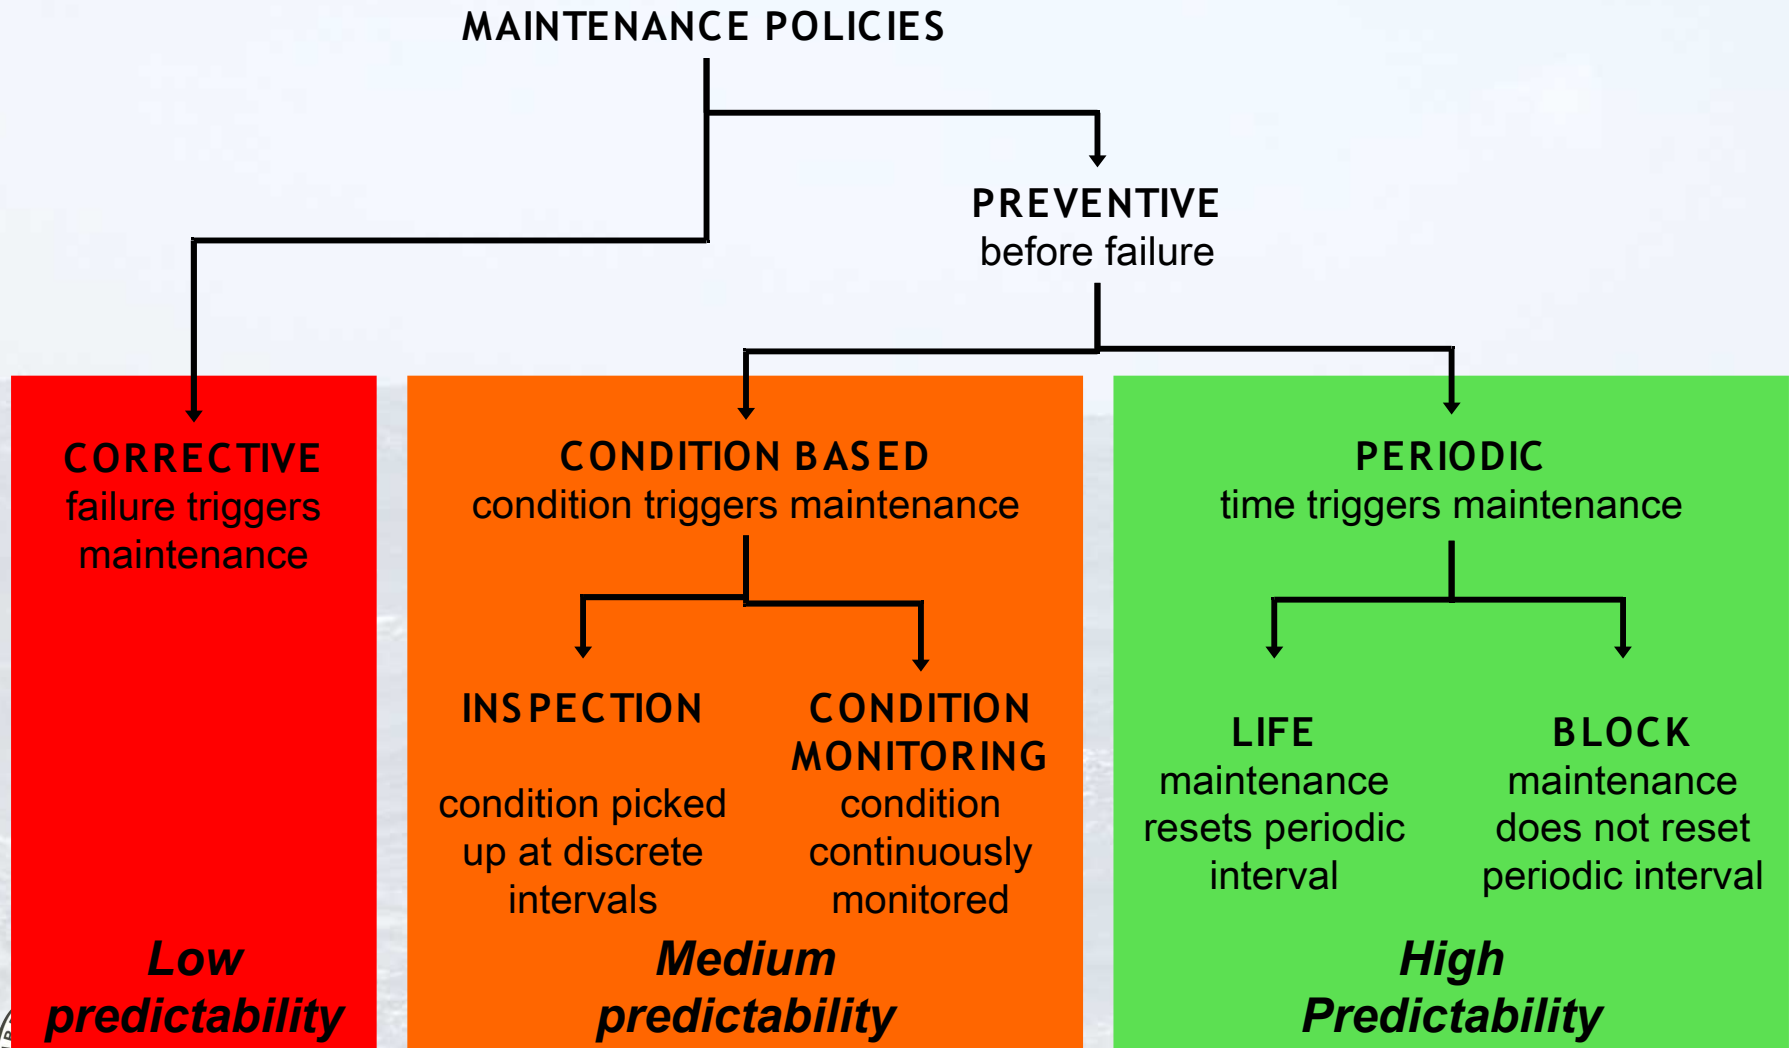 MAINTENANCE POLICIES
PREVENTIVE
before failure
CORRECTIVE
failure triggers
maintenance
CONDITION BASED
condition triggers maintenance
PERIODIC
time triggers maintenance
INSPECTION
condition picked
up at discrete
intervals
CONDITION
MONITORING
condition
continuously
monitored
LIFE
maintenance
resets periodic
interval
BLOCK
maintenance
does not reset
periodic interval
Low
predictability
Medium
predictability
High
Predictability